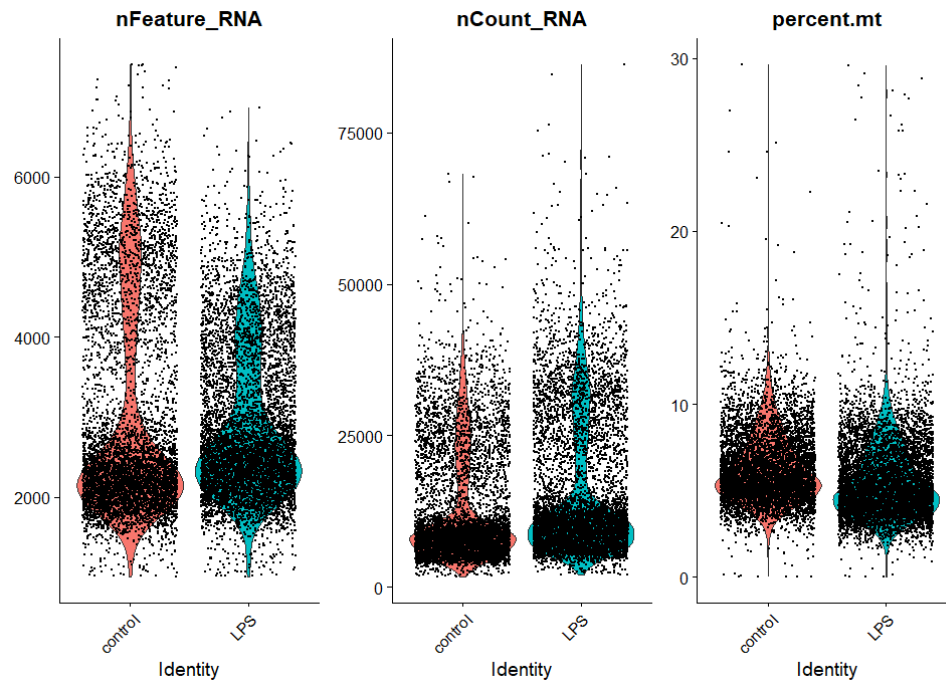 nFeature_RNA
6000
4000
2000
control
LPS
Identity
nCount_RNA
75000
50000
25000
0
control
LPS
Identity
percent.mt
30
20
10
0
control
LPS
Identity